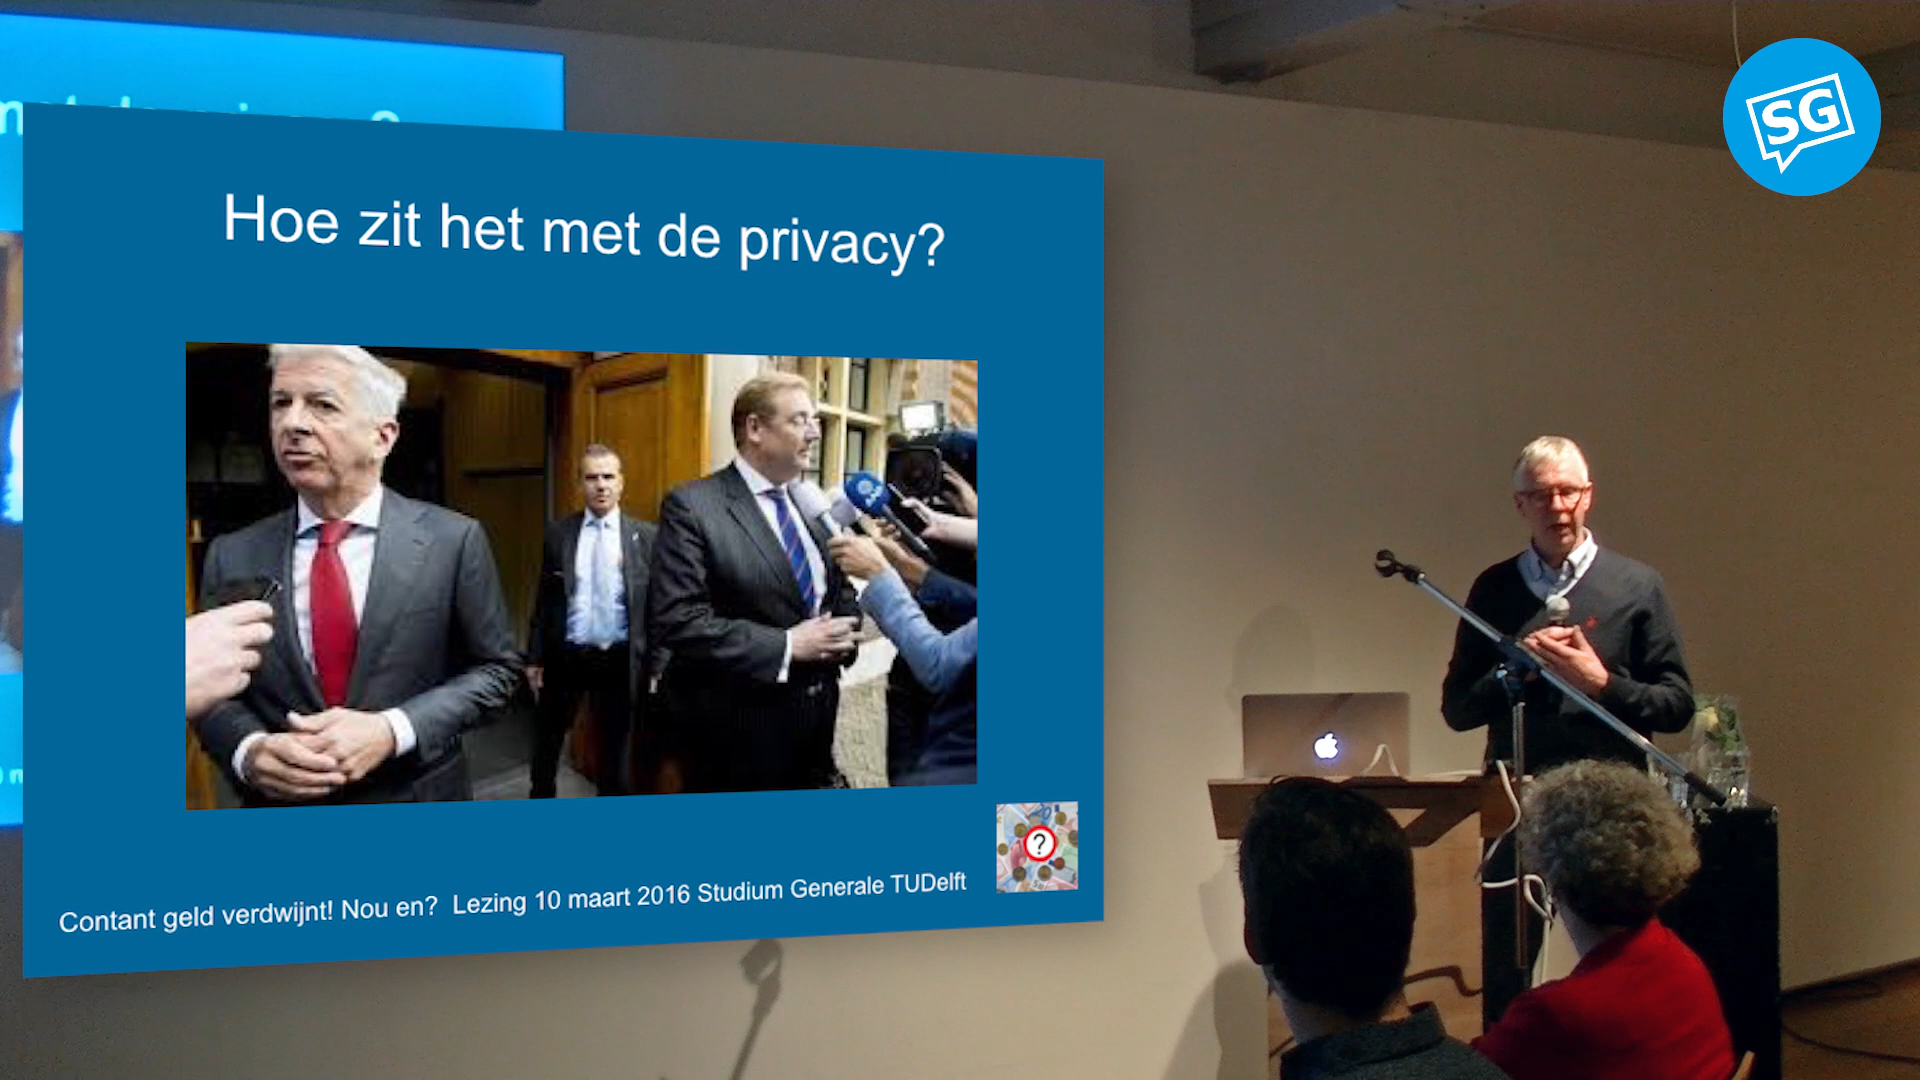 SG
Hoe zit het met de privacy?
?
Contant geld verdwijnt! Nou en? Lezing 10 maart 2016 Studium Generale TUDelft